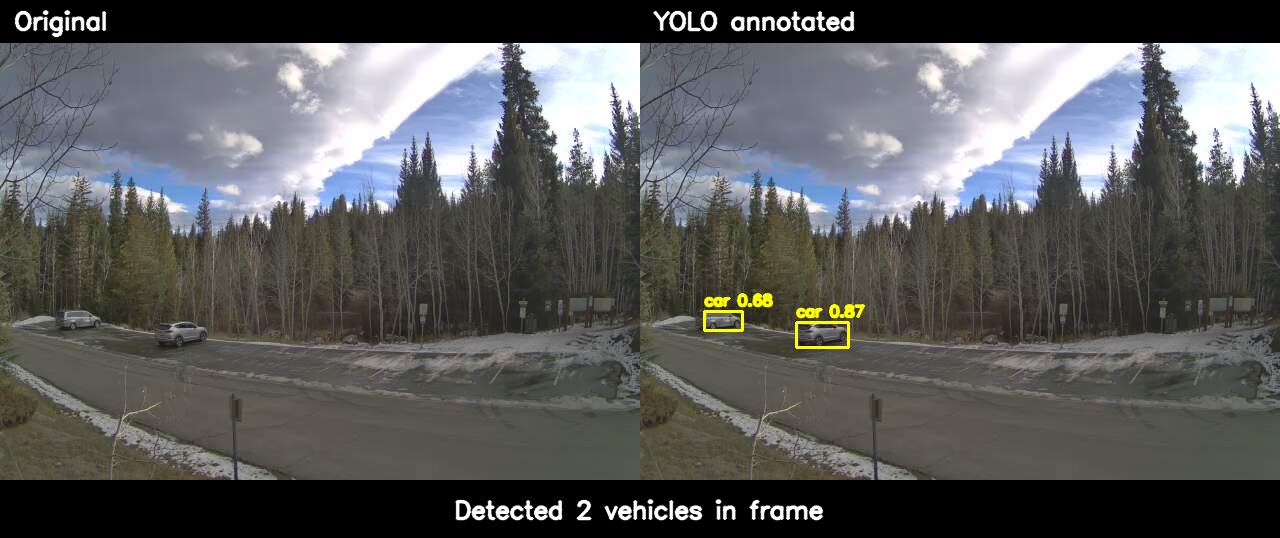 Original
YOLO annotated
car 0.68
car 0.87
Detected 2 vehicles in frame